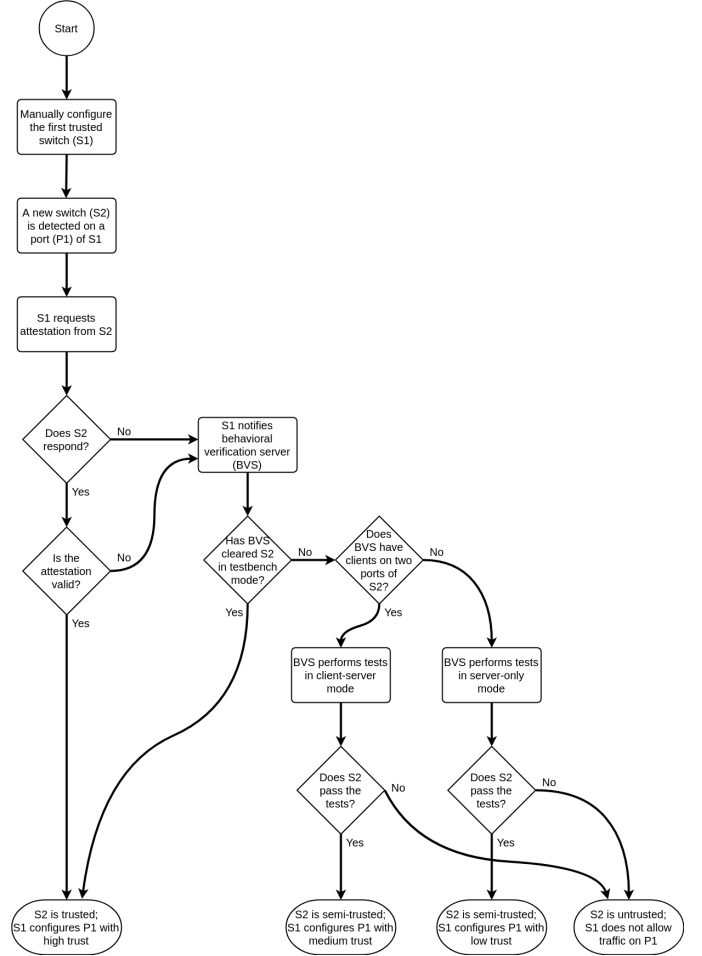 Start
Manually configure
the first trusted
switch (S1)
A new switch (S2)
is detected on a
port (P1) of S1
S1 requests
attestation from S2
Does S2
respond?
No
Yes
S1 notifies
behavioral
verification server
(BVS)
Is the
attestation
valid?
No
Yes
Has BVS
cleared S2
in testbench
mode?
No
Yes
Does
BVS have
clients on two
ports of
S2?
No
Yes
BVS performs tests
in client-server
mode
BVS performs tests
in server-only
mode
Does S2
pass the
tests?
No
Yes
Does S2
pass the
tests?
No
Yes
S2 is trusted;
S1 configures P1 with
high trust
S2 is semi-trusted;
S1 configures P1 with
medium trust
S2 is semi-trusted;
S1 configures P1 with
low trust
S2 is untrusted;
S1 does not allow
traffic on P1